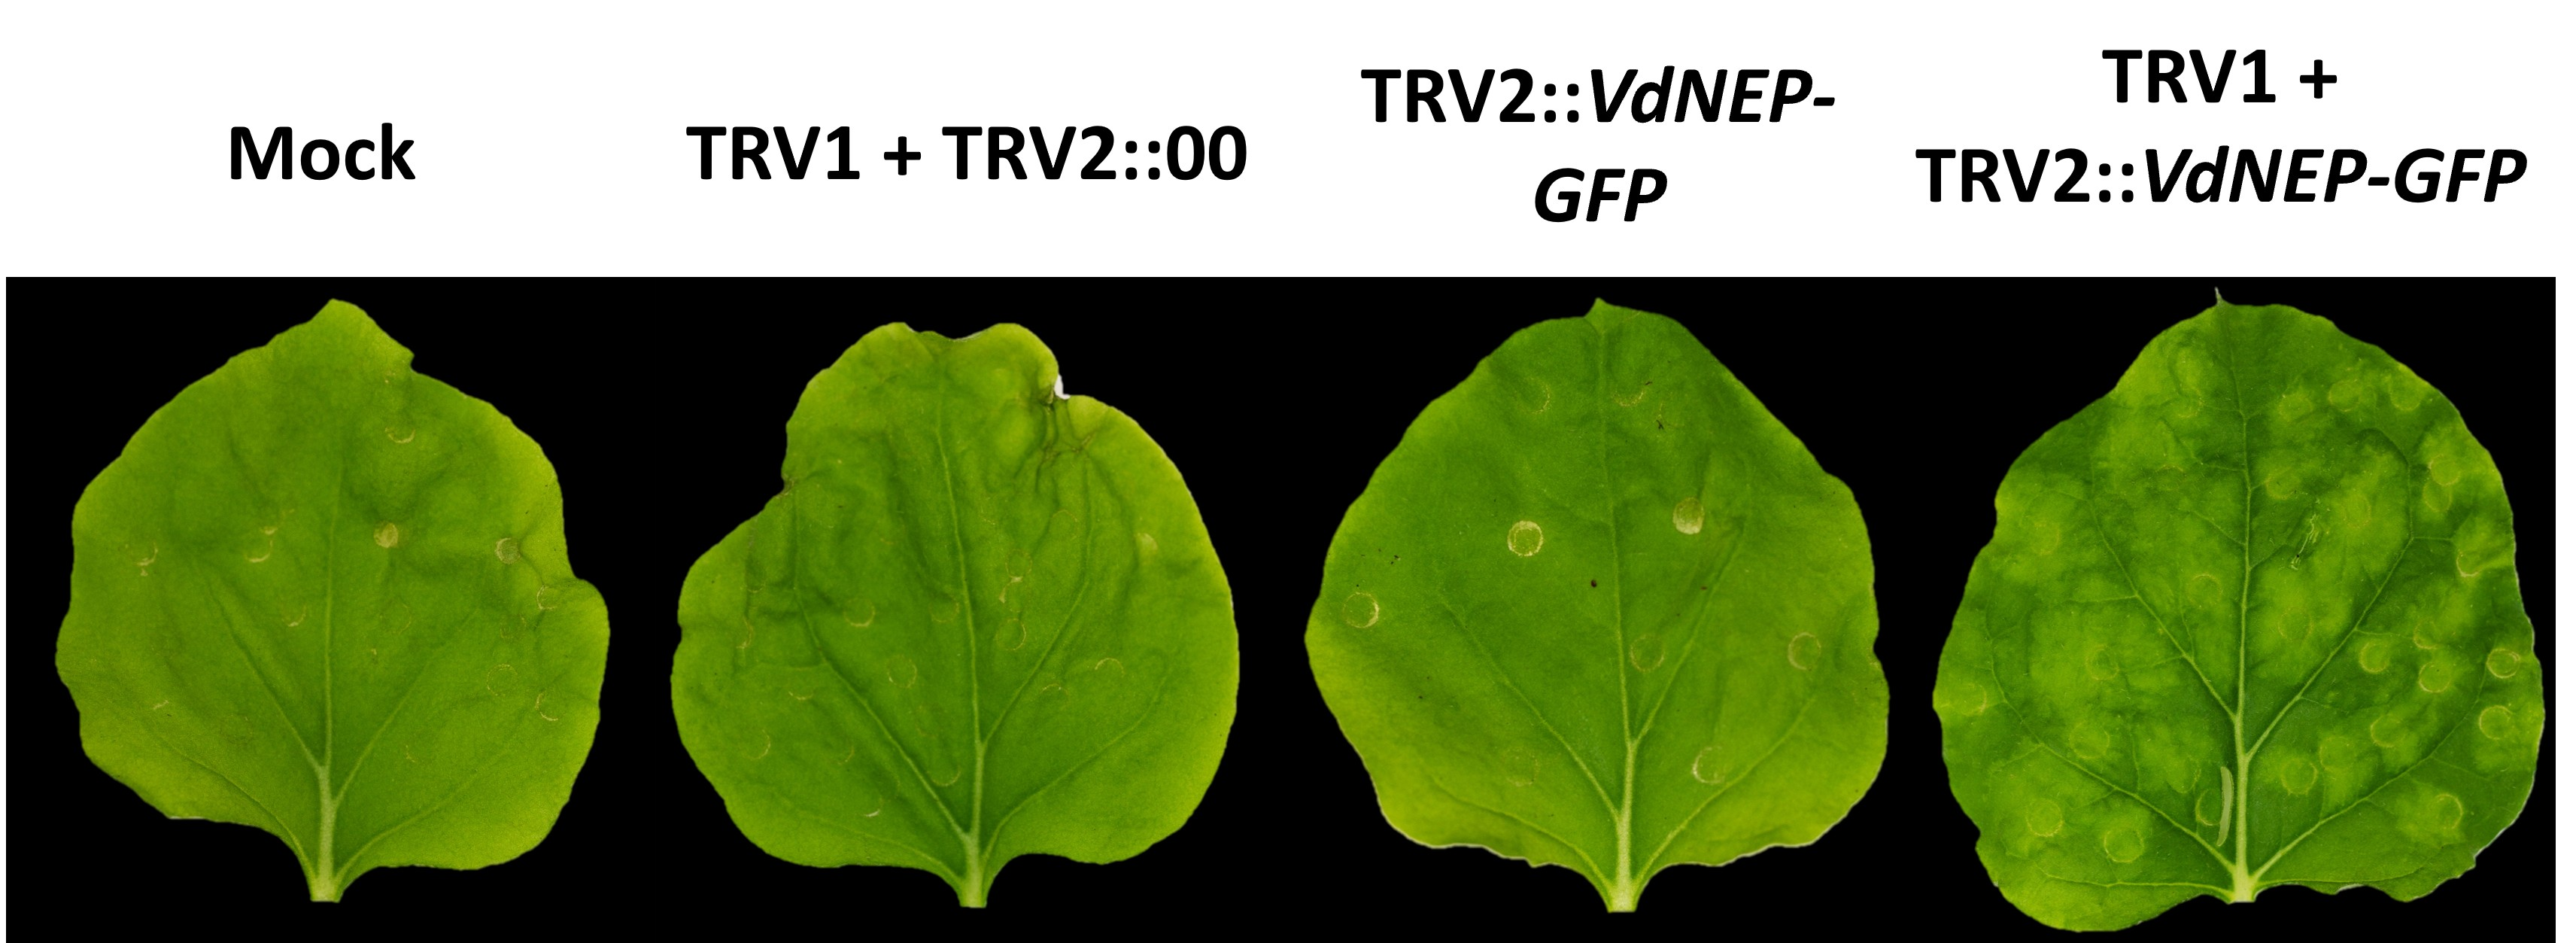 Mock
TRV1 + TRV2::00
TRV2::VdNEP-
GFP
TRV1 +
TRV2::VdNEP-GFP